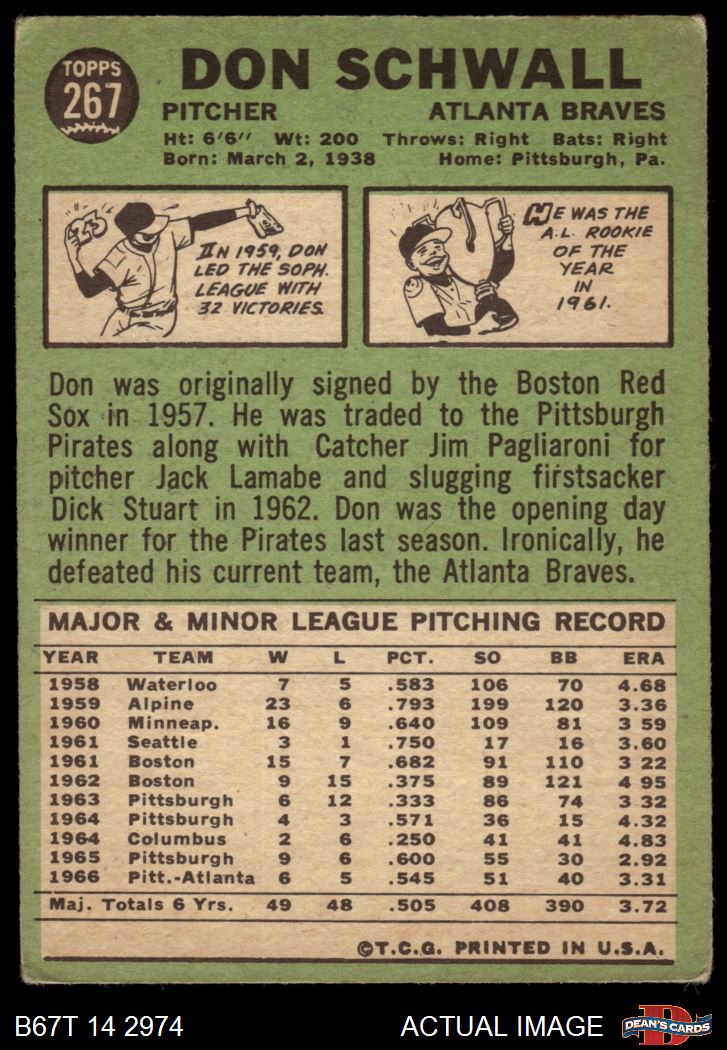 TOPPS
267
DON SCHWALL
PITCHER ATLANTA BRAVES
Ht: 6'6" Wt: 200 Throws: Right Bats: Right
Born: March 2, 1938 Home: Pittsburgh, Pa.
23
IN 1959, DON
LED THE SOPH.
LEAGUE WITH
32 VICTORIES.
HE WAS THE
A.L. ROOKIE
OF THE
YEAR
IN
1961.
Don was originally signed by the Boston Red
Sox in 1957. He was traded to the Pittsburgh
Pirates along with Catcher Jim Pagliaroni for
pitcher Jack Lamabe and slugging firstsacker
Dick Stuart in 1962. Don was the opening day
winner for the Pirates last season. Ironically, he
defeated his current team, the Atlanta Braves.
MAJOR & MINOR LEAGUE PITCHING RECORD
YEAR TEAM W L PCT. SO BB ERA
1958 Waterloo 7 5 .583 106 70 4.68
1959 Alpine 23 6 .793 199 120 3.36
1960 Minneap. 16 9 .640 109 81 3 59
1961 Seattle 3 1 .750 17 16 3.60
1961 Boston 15 7 .682 91 110 3 22
1962 Boston 9 15 .375 89 121 4 95
1963 Pittsburgh 6 12 .333 86 74 3 32
1964 Pittsburgh 4 3 .571 36 15 4.32
1964 Columbus 2 6 .250 41 41 4.83
1965 Pittsburgh 9 6 .600 55 30 2.92
1966 Pitt.-Atlanta 6 5 .545 51 40 3.31
Maj. Totals 6 Yrs. 49 48 .505 408 390 3.72
©T.C.G. PRINTED IN U.S.A.
B67T 14 2974 ACTUAL IMAGE D DEAN'S CARDS